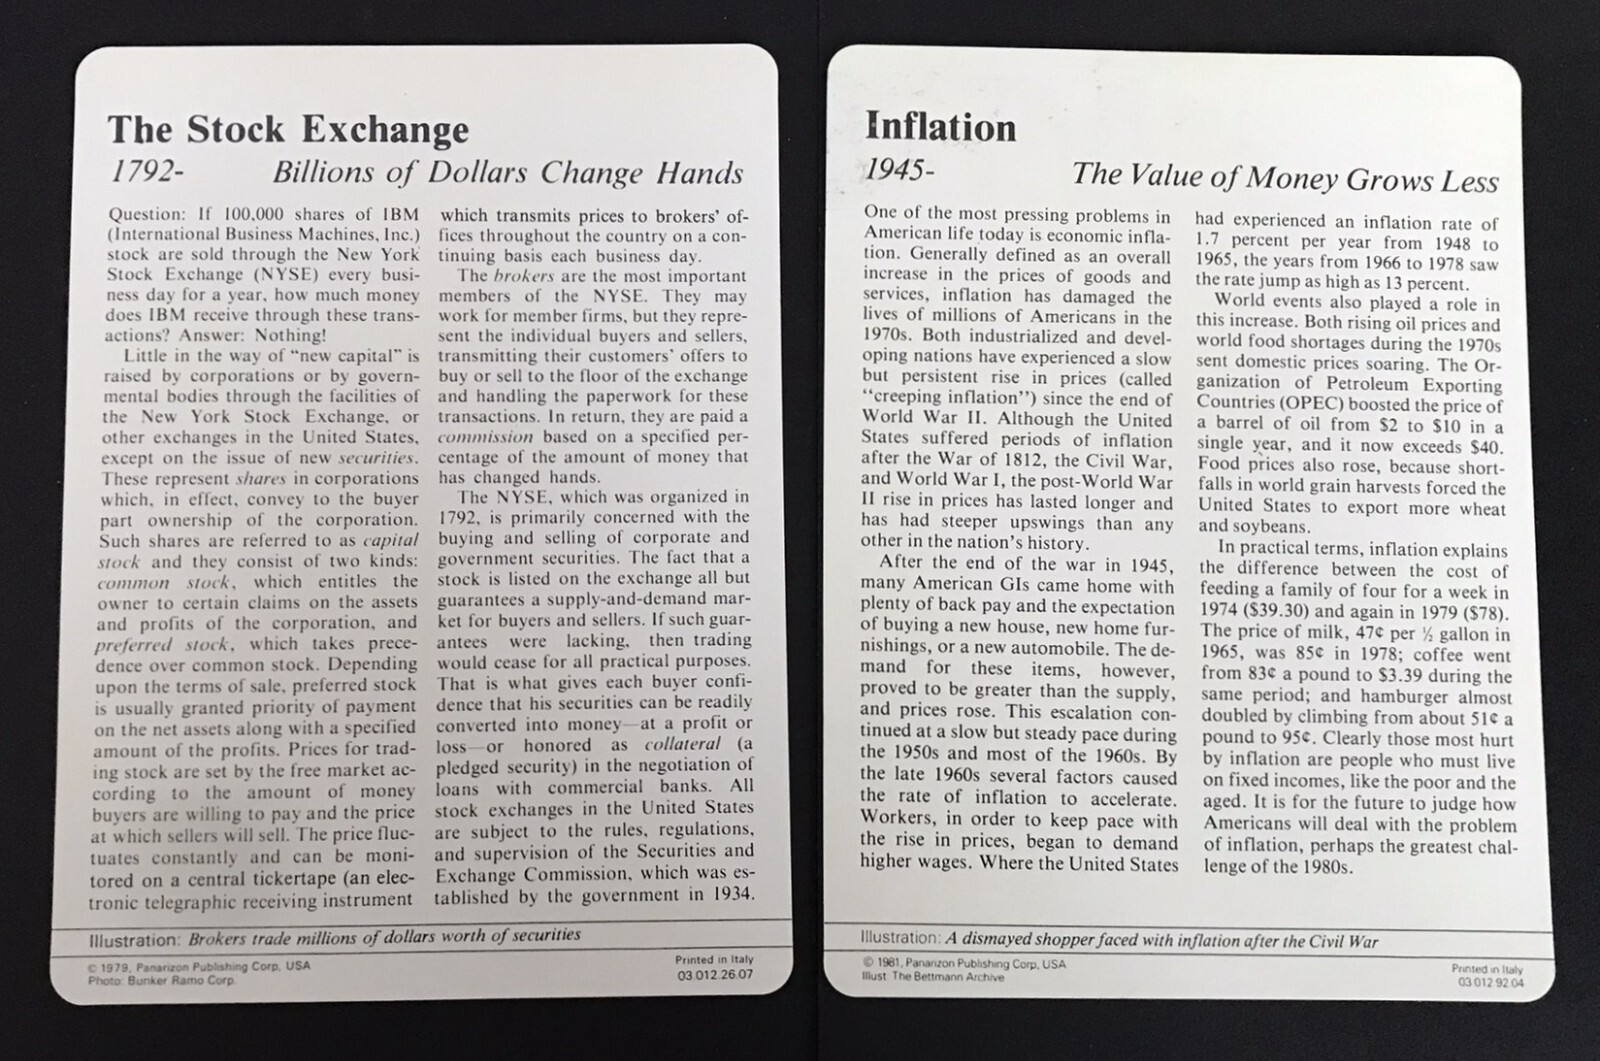 The Stock Exchange
1792-
Billions of Dollars Change Hands
Question: If 100,000 shares of IBM
(International Business Machines, Inc.)
stock are sold through the New York
Stock Exchange (NYSE) every busi-
ness day for a year, how much money
does IBM receive through these trans-
actions? Answer: Nothing!
Little in the way of “new capital” is
raised by corporations or by govern-
mental bodies through the facilities of
the New York Stock Exchange, or
other exchanges in the United States,
except on the issue of new securities.
These represent shares in corporations
which, in effect, convey to the buyer
part ownership of the corporation.
Such shares are referred to as capital
stock and they consist of two kinds:
common stock, which entitles the
owner to certain claims on the assets
and profits of the corporation, and
preferred stock, which takes prece-
dence over common stock. Depending
upon the terms of sale, preferred stock
is usually granted priority of payment
on the net assets along with a specified
amount of the profits. Prices for trad-
ing stock are set by the free market ac-
cording to the amount of money
buyers are willing to pay and the price
at which sellers will sell. The price fluc-
tuates constantly and can be moni-
tored on a central tickertape (an elec-
tronic telegraphic receiving instrument
which transmits prices to brokers’ of-
fices throughout the country on a con-
tinuing basis each business day.
The brokers are the most important
members of the NYSE. They may
work for member firms, but they repre-
sent the individual buyers and sellers,
transmitting their customers’ offers to
buy or sell to the floor of the exchange
and handling the paperwork for these
transactions. In return, they are paid a
commission based on a specified per-
centage of the amount of money that
has changed hands.
The NYSE, which was organized in
1792, is primarily concerned with the
buying and selling of corporate and
government securities. The fact that a
stock is listed on the exchange all but
guarantees a supply-and-demand mar-
ket for buyers and sellers. If such guar-
antees were lacking, then trading
would cease for all practical purposes.
That is what gives each buyer confi-
dence that his securities can be readily
converted into money—at a profit or
loss—or honored as collateral (a
pledged security) in the negotiation of
loans with commercial banks. All
stock exchanges in the United States
are subject to the rules, regulations,
and supervision of the Securities and
Exchange Commission, which was es-
tablished by the government in 1934.
Illustration: Brokers trade millions of dollars worth of securities
© 1979, Panarizon Publishing Corp, USA
Photo: Bunker Ramo Corp.
Printed in Italy
03.012.26.07
Inflation
1945-
The Value of Money Grows Less
One of the most pressing problems in
American life today is economic infla-
tion. Generally defined as an overall
increase in the prices of goods and
services, inflation has damaged the
lives of millions of Americans in the
1970s. Both industrialized and devel-
oping nations have experienced a slow
but persistent rise in prices (called
“creeping inflation”) since the end of
World War II. Although the United
States suffered periods of inflation
after the War of 1812, the Civil War,
and World War I, the post-World War
II rise in prices has lasted longer and
has had steeper upswings than any
other in the nation’s history.
After the end of the war in 1945,
many American GIs came home with
plenty of back pay and the expectation
of buying a new house, new home fur-
nishings, or a new automobile. The de-
mand for these items, however,
proved to be greater than the supply,
and prices rose. This escalation con-
tinued at a slow but steady pace during
the 1950s and most of the 1960s. By
the late 1960s several factors caused
the rate of inflation to accelerate.
Workers, in order to keep pace with
the rise in prices, began to demand
higher wages. Where the United States
had experienced an inflation rate of
1.7 percent per year from 1948 to
1965, the years from 1966 to 1978 saw
the rate jump as high as 13 percent.
World events also played a role in
this increase. Both rising oil prices and
world food shortages during the 1970s
sent domestic prices soaring. The Or-
ganization of Petroleum Exporting
Countries (OPEC) boosted the price of
a barrel of oil from $2 to $10 in a
single year, and it now exceeds $40.
Food prices also rose, because short-
falls in world grain harvests forced the
United States to export more wheat
and soybeans.
In practical terms, inflation explains
the difference between the cost of
feeding a family of four for a week in
1974 ($39.30) and again in 1979 ($78).
The price of milk, 47¢ per ½ gallon in
1965, was 85¢ in 1978; coffee went
from 83¢ a pound to $3.39 during the
same period; and hamburger almost
doubled by climbing from about 51¢ a
pound to 95¢. Clearly those most hurt
by inflation are people who must live
on fixed incomes, like the poor and the
aged. It is for the future to judge how
Americans will deal with the problem
of inflation, perhaps the greatest chal-
lenge of the 1980s.
Illustration: A dismayed shopper faced with inflation after the Civil War
© 1981, Panarizon Publishing Corp, USA
Illust: The Bettmann Archive
Printed in Italy
03 012 92 04